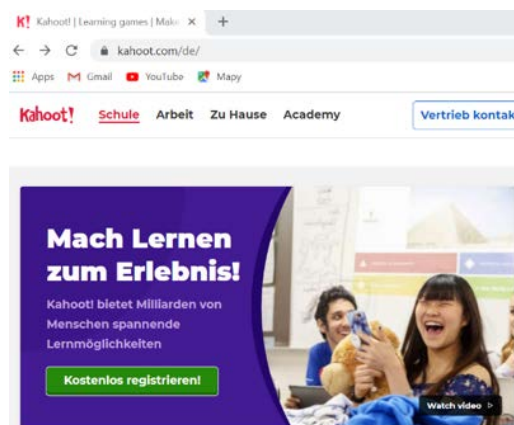 K! Kahoot! | Learning games | Make
kahoot.com/de/
Apps Gmail YouTube Mapy
Kahoot! Schule Arbeit Zu Hause Academy Vertrieb kontak
Mach Lernen
zum Erlebnis!
Kahoot! bietet Milliarden von
Menschen spannende
Lernmöglichkeiten
Kostenlos registrieren!
Watch video